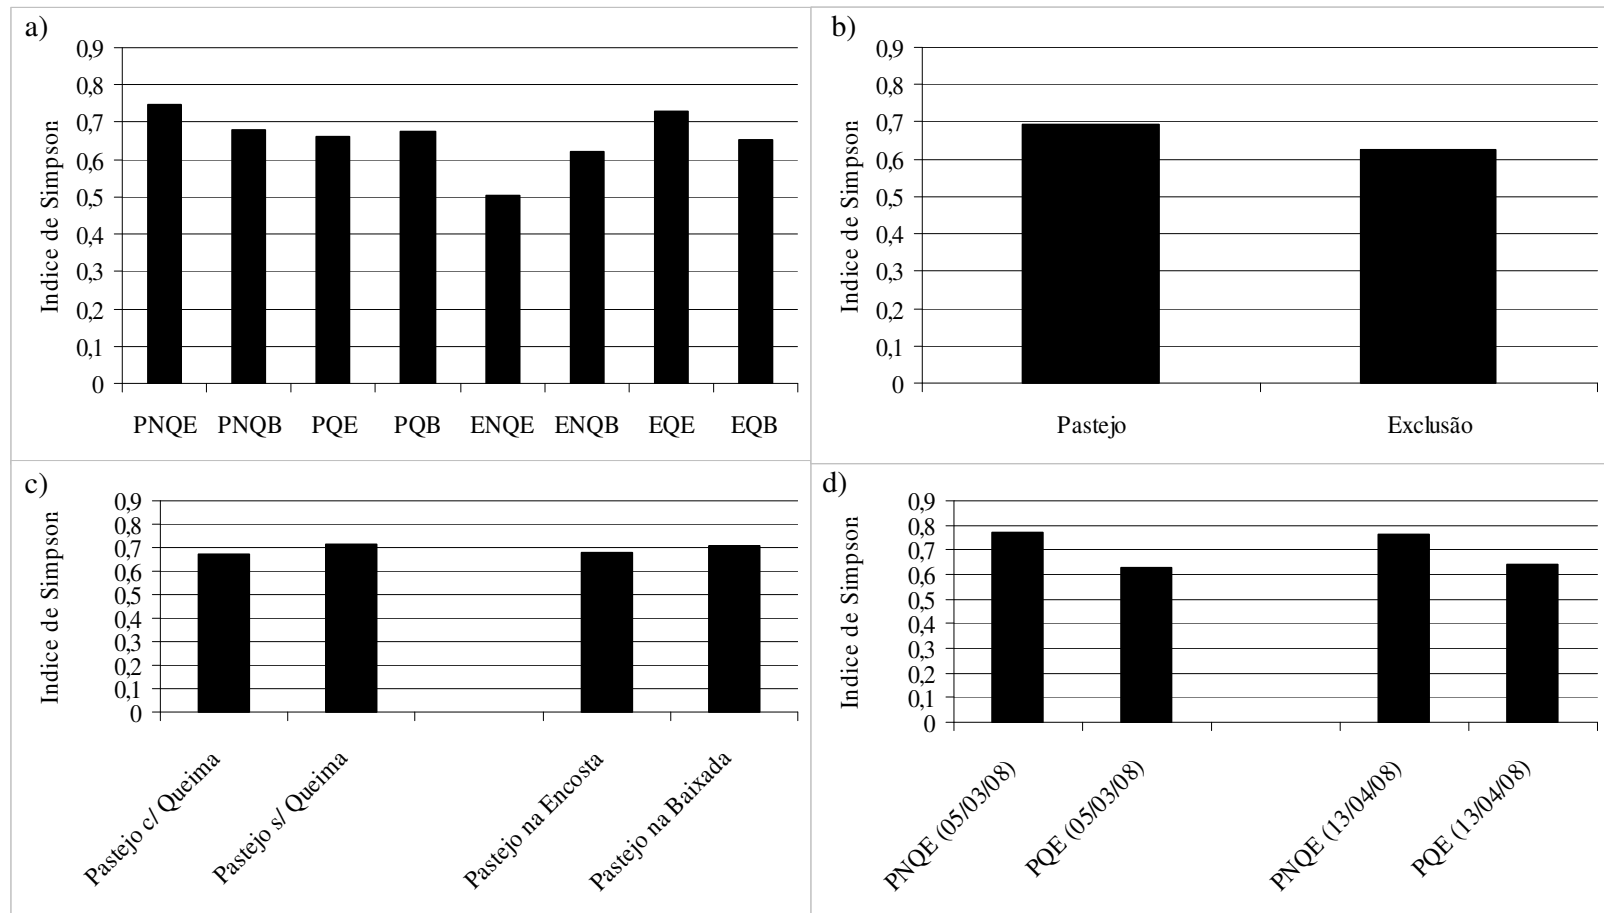 a)
Indice de Simpson
0,9
0,8
0,7
0,6
0,5
0,4
0,3
0,2
0,1
0
PNQE PNQB PQE PQB ENQE ENQB EQE EQB
b)
Indice de Simpson
0,9
0,8
0,7
0,6
0,5
0,4
0,3
0,2
0,1
0
Pastejo Exclusão
c)
Indice de Simpson
0,9
0,8
0,7
0,6
0,5
0,4
0,3
0,2
0,1
0
Pastejo c/ Queima
Pastejo s/ Queima
Pastejo na Encosta
Pastejo na Baixada
d)
Indice de Simpson
0,9
0,8
0,7
0,6
0,5
0,4
0,3
0,2
0,1
0
PNQE (05/03/08)
PQE (05/03/08)
PNQE (13/04/08)
PQE (13/04/08)